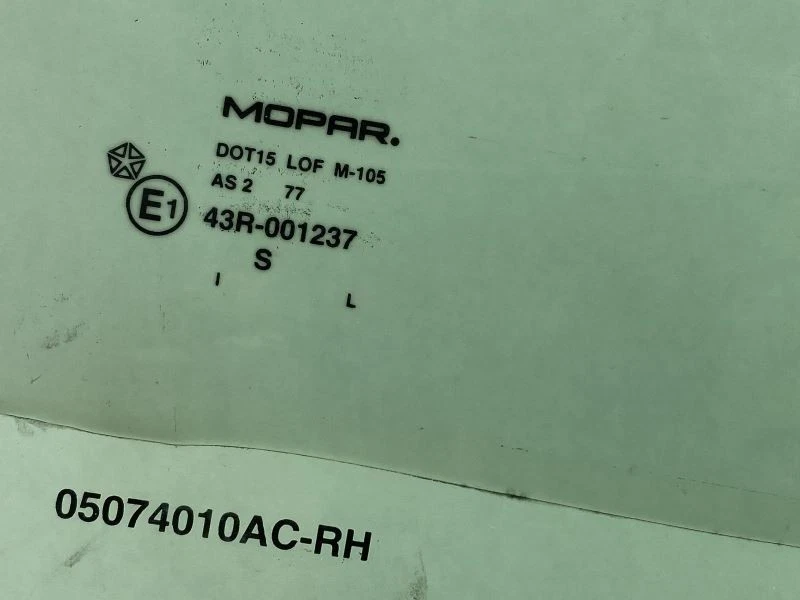 MOPAR.
DOT15 LOF M-105
AS 2 77
E1
43R-001237
S
I L
05074010AC-RH